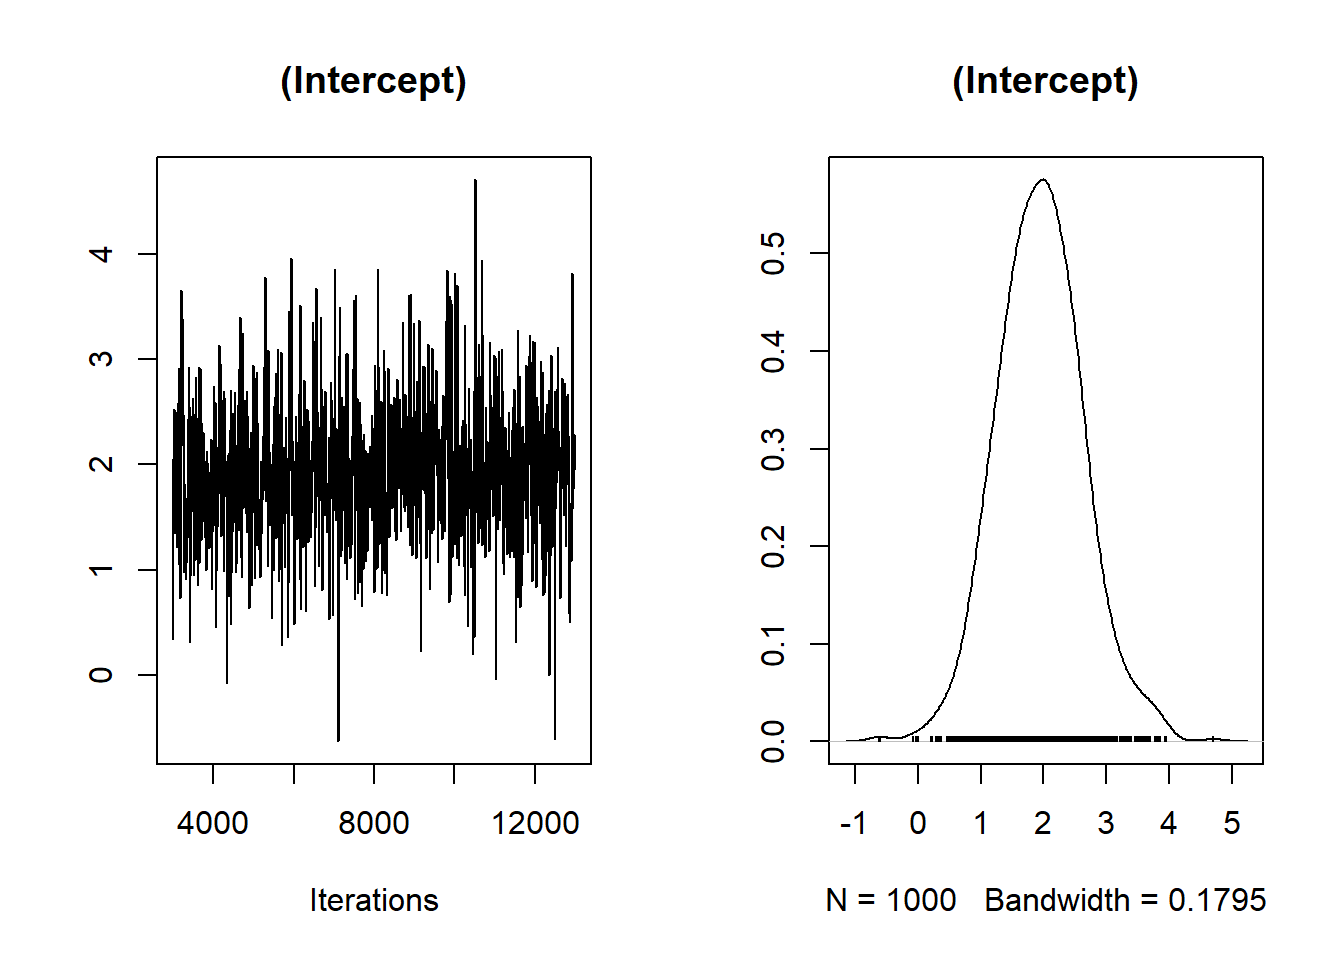 (Intercept)
4
3
2
1
0
4000 8000 12000
Iterations
(Intercept)
0.5
0.4
0.3
0.2
0.1
0.0
-1 0 1 2 3 4 5
N = 1000 Bandwidth = 0.1795